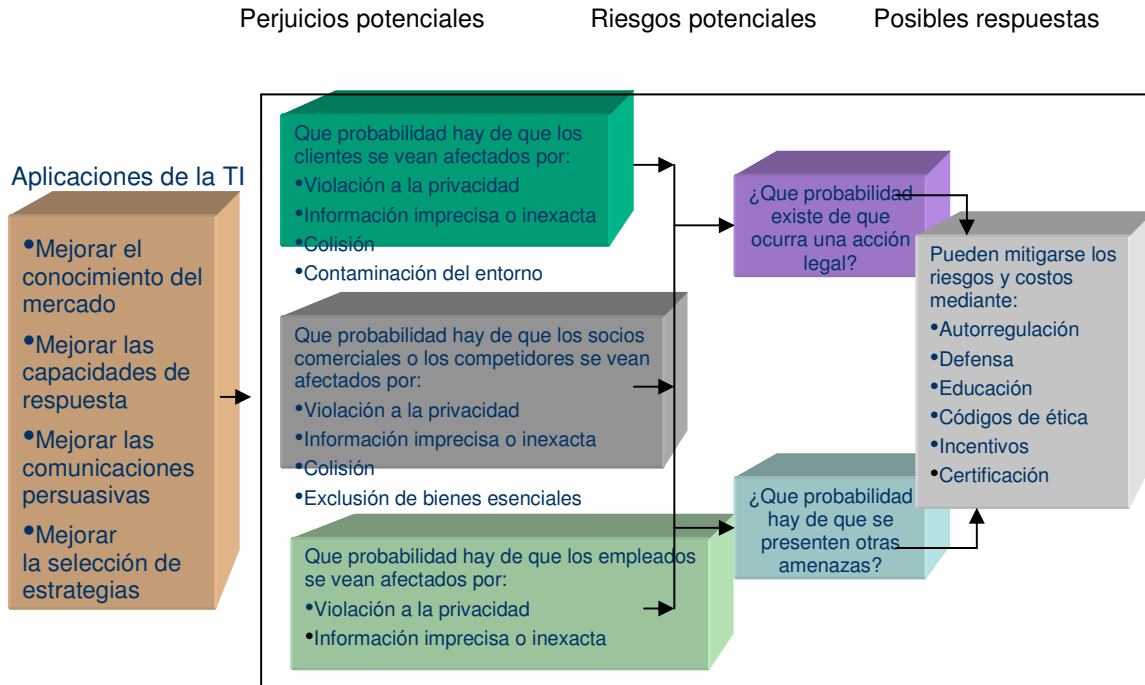 Perjuicios potenciales
Riesgos potenciales
Posibles respuestas
Aplicaciones de la TI
•Mejorar el
conocimiento del
mercado
•Mejorar las
capacidades de
respuesta
•Mejorar las
comunicaciones
persuasivas
•Mejorar
la selección de
estrategias
Que probabilidad hay de que los
clientes se vean afectados por:
•Violación a la privacidad
•Información imprecisa o inexacta
•Colisión
•Contaminación del entorno
Que probabilidad hay de que los socios
comerciales o los competidores se vean
afectados por:
•Violación a la privacidad
•Información imprecisa o inexacta
•Colisión
•Exclusión de bienes esenciales
Que probabilidad hay de que los empleados
se vean afectados por:
•Violación a la privacidad
•Información imprecisa o inexacta
¿Que probabilidad
existe de que
ocurra una acción
legal?
¿Que probabilidad
hay de que se
presenten otras
amenazas?
Pueden mitigarse los
riesgos y costos
mediante:
•Autorregulación
•Defensa
•Educación
•Códigos de ética
•Incentivos
•Certificación